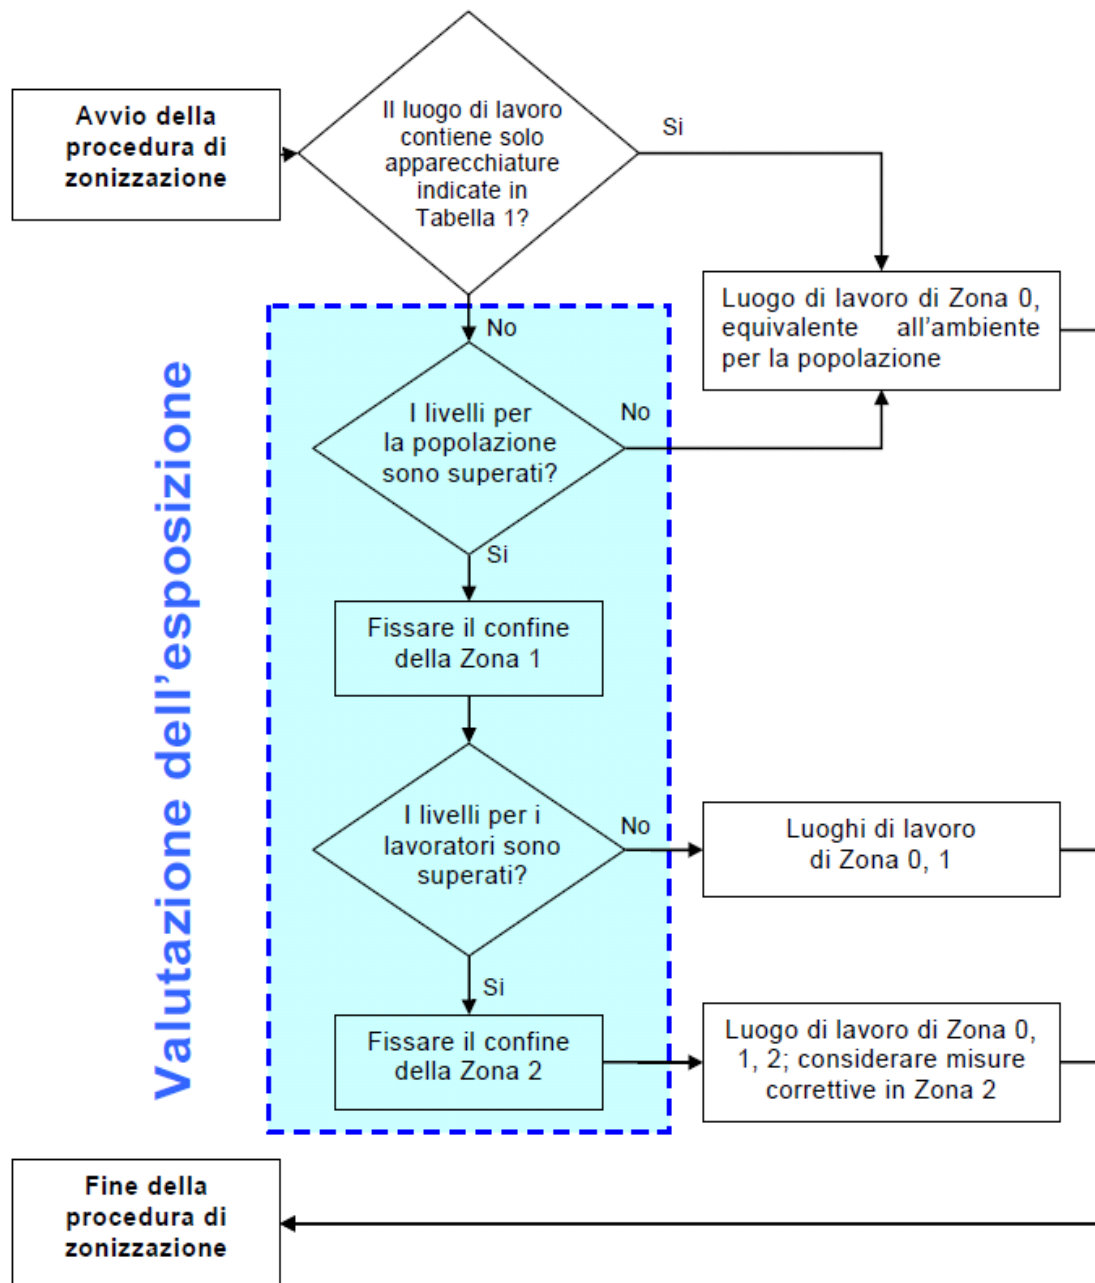 Avvio della
procedura di
zonizzazione
Il luogo di lavoro
contiene solo
apparecchiature
indicate in
Tabella 1?
Si
Luogo di lavoro di Zona 0,
equivalente all'ambiente
per la popolazione
No
I livelli per
la popolazione
sono superati?
No
Si
Valutazione dell'esposizione
Fissare il confine
della Zona 1
I livelli per i
lavoratori sono
superati?
No
Luoghi di lavoro
di Zona 0, 1
Si
Fissare il confine
della Zona 2
Luogo di lavoro di Zona 0,
1, 2; considerare misure
correttive in Zona 2
Fine della
procedura di
zonizzazione